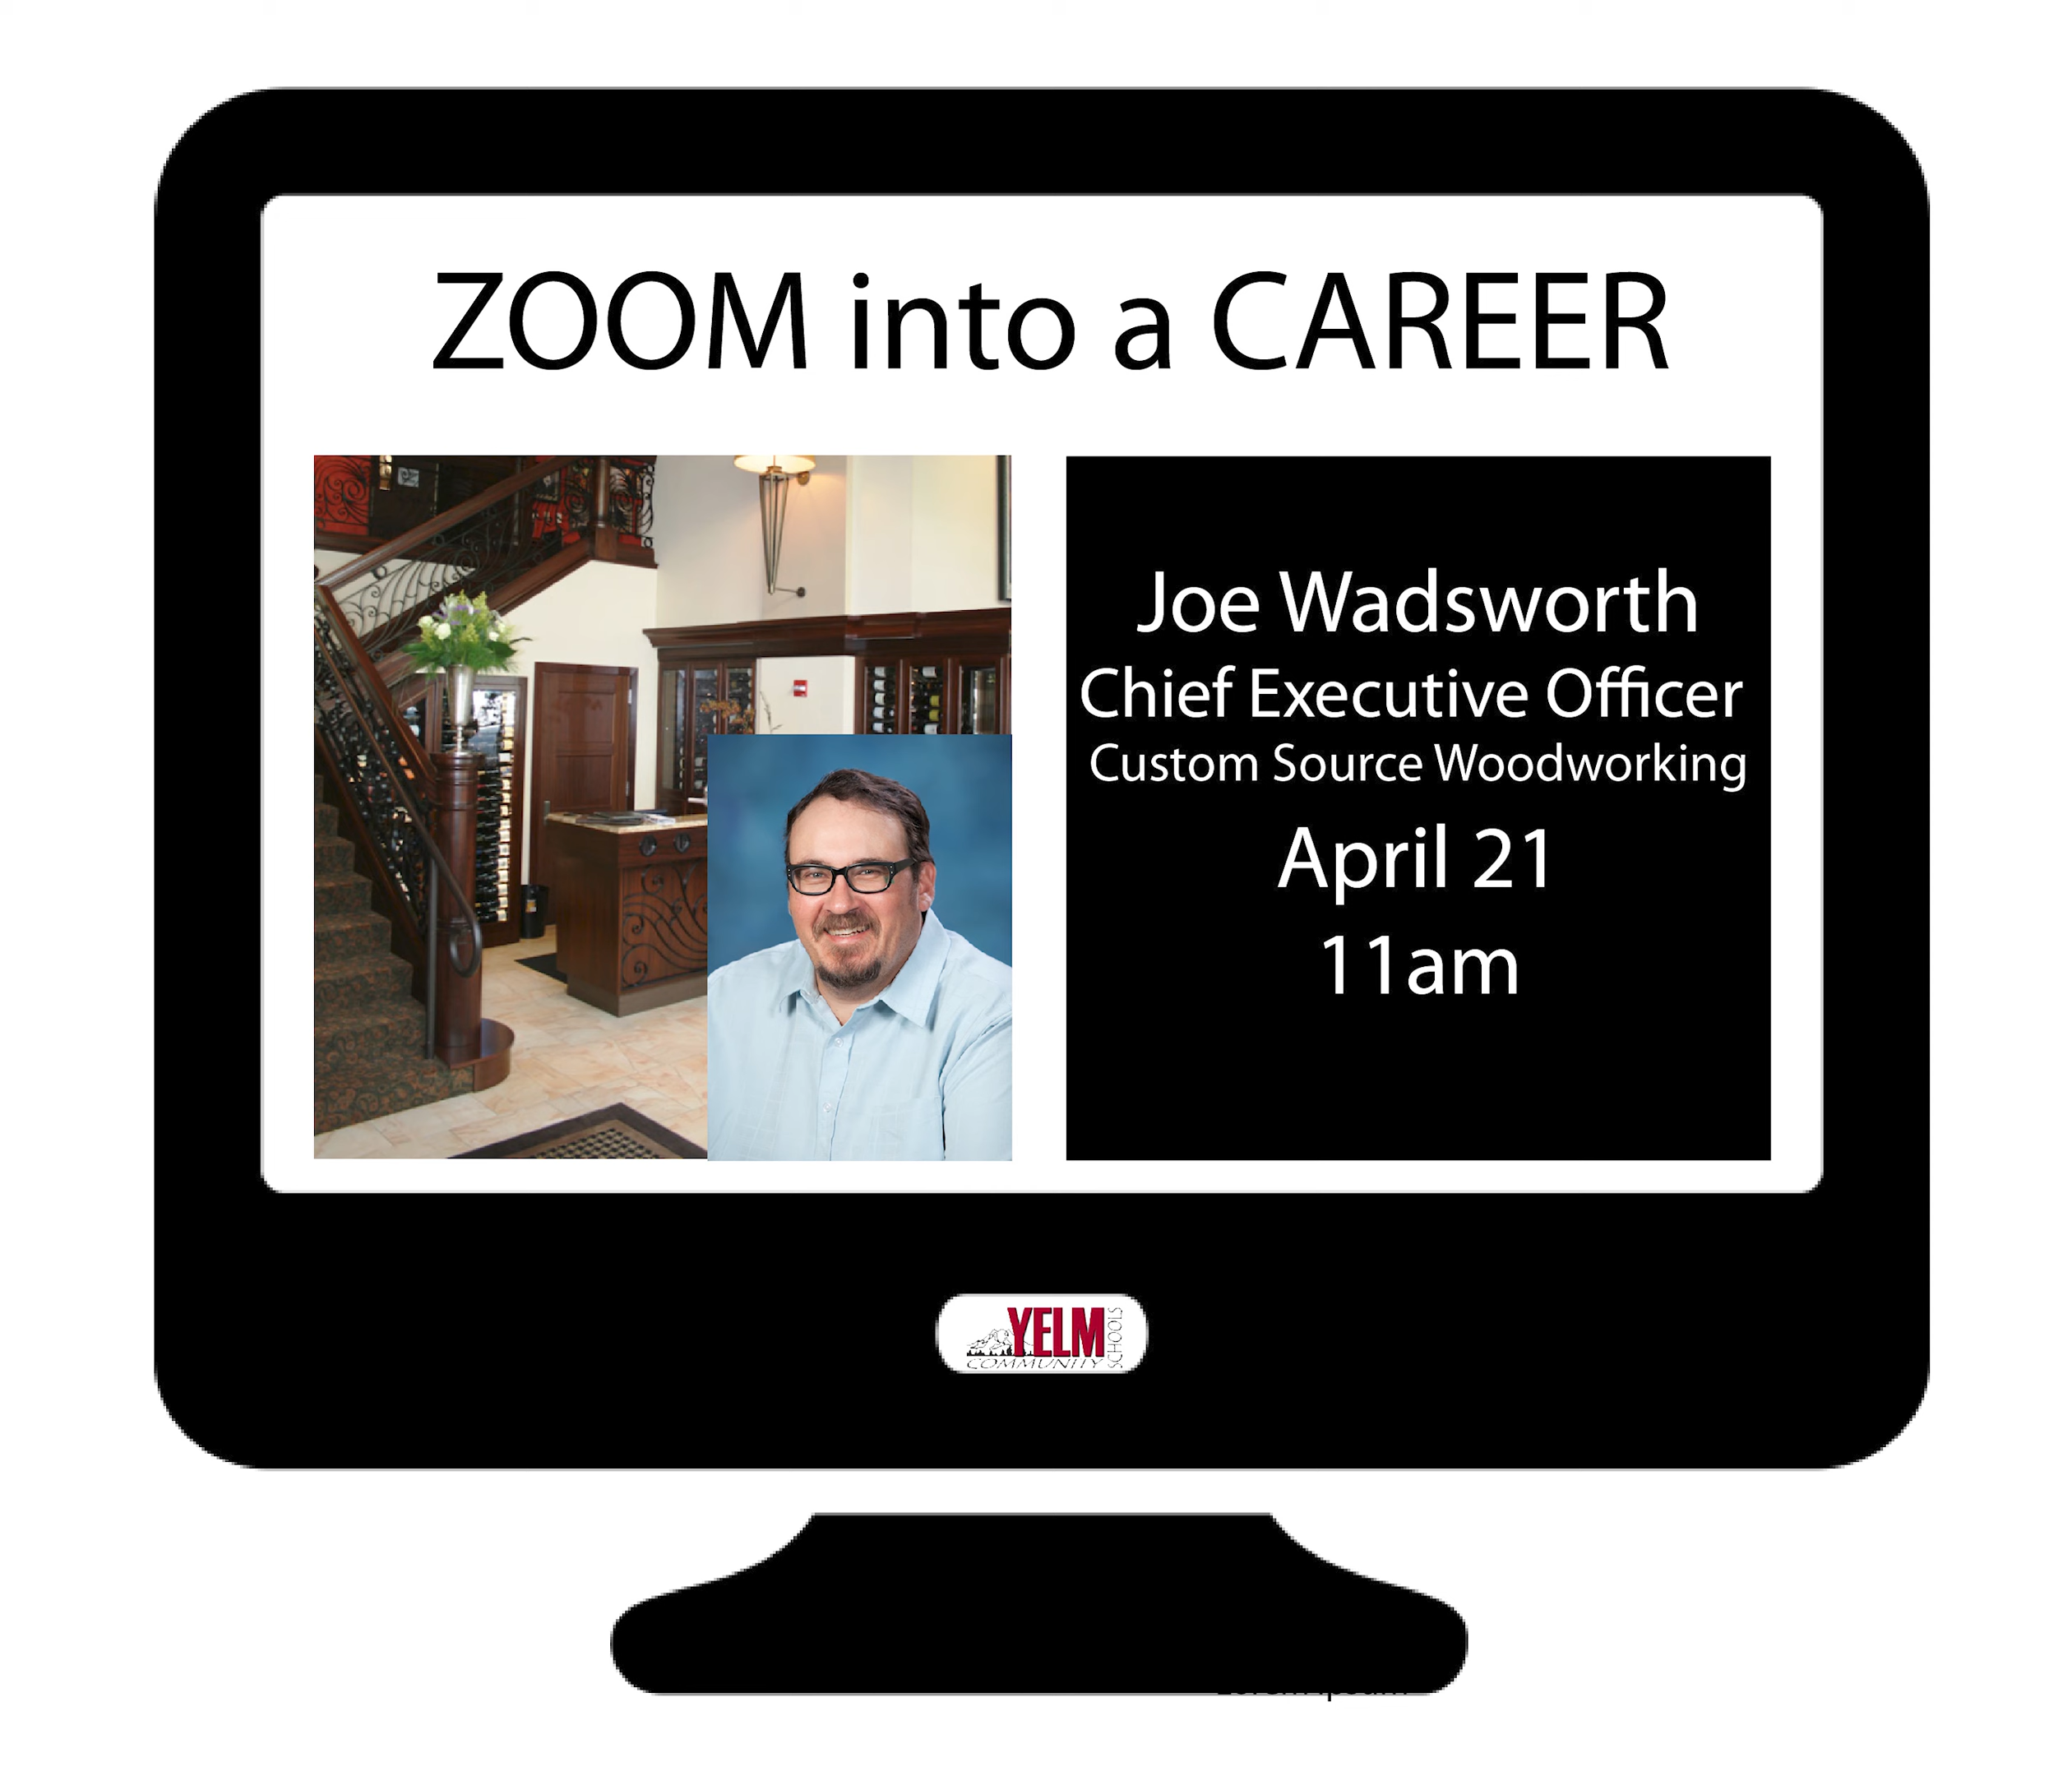 ZOOM into a CAREER
Joe Wadsworth
Chief Executive Officer
Custom Source Woodworking
April 21
11am
YELM
COMMUNITY
SCHOOLS